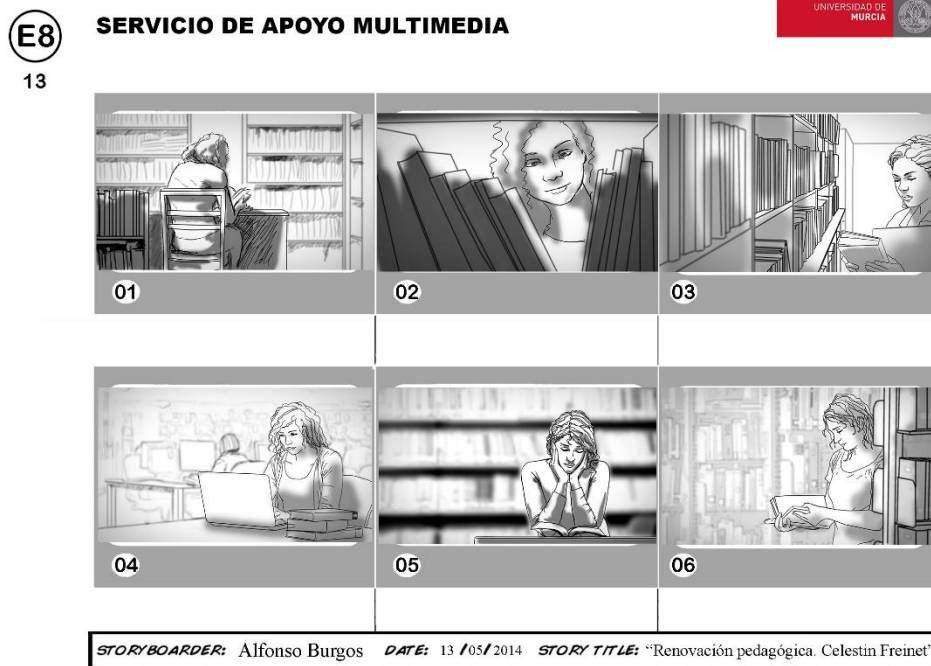 E8
13
SERVICIO DE APOYO MULTIMEDIA
UNIVERSIDAD DE
MURCIA
01
02
03
04
05
06
STORYBOARDER: Alfonso Burgos DATE: 13/05/2014 STORY TITLE: “Renovación pedagógica. Celestin Freinet”